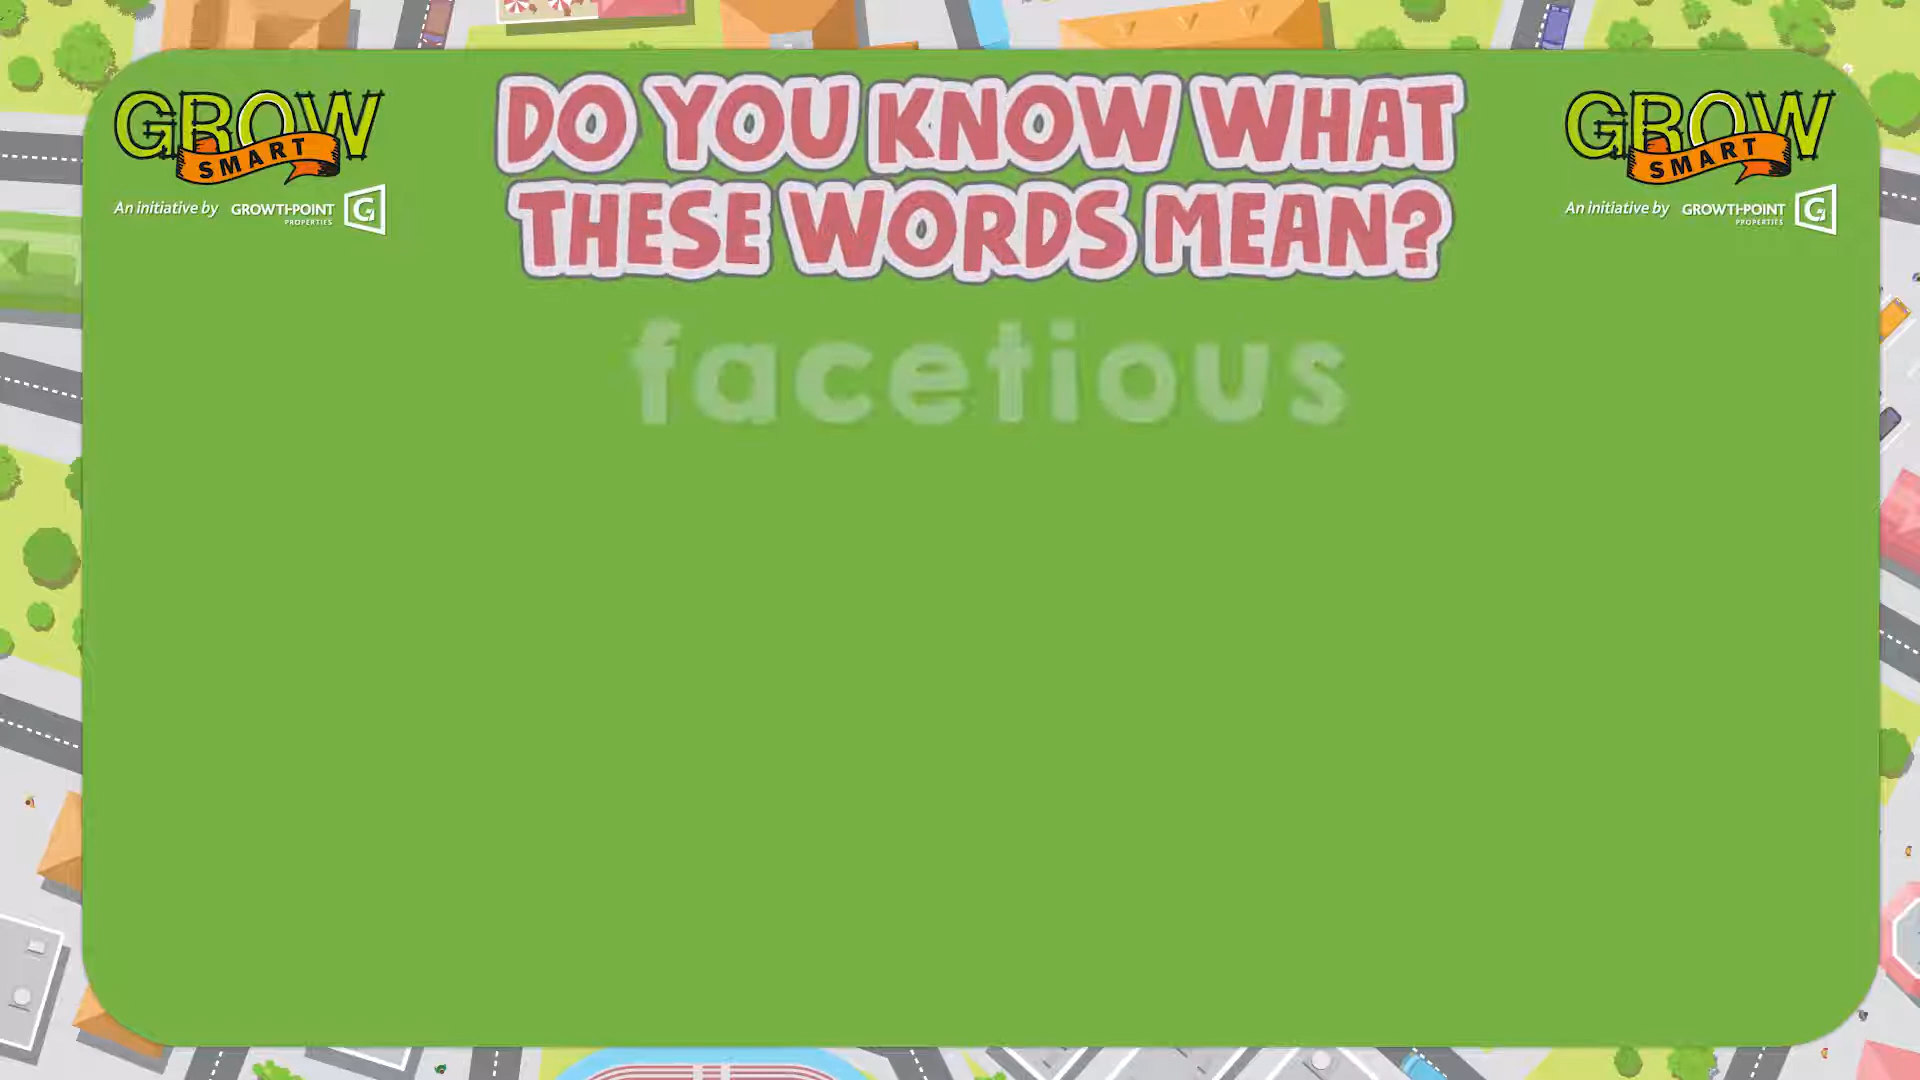 GROW
SMART
An initiative by GROWTHPOINT
PROPERTIES
DO YOU KNOW WHAT
THESE WORDS MEAN?
GROW
SMART
An initiative by GROWTHPOINT
PROPERTIES
facetious